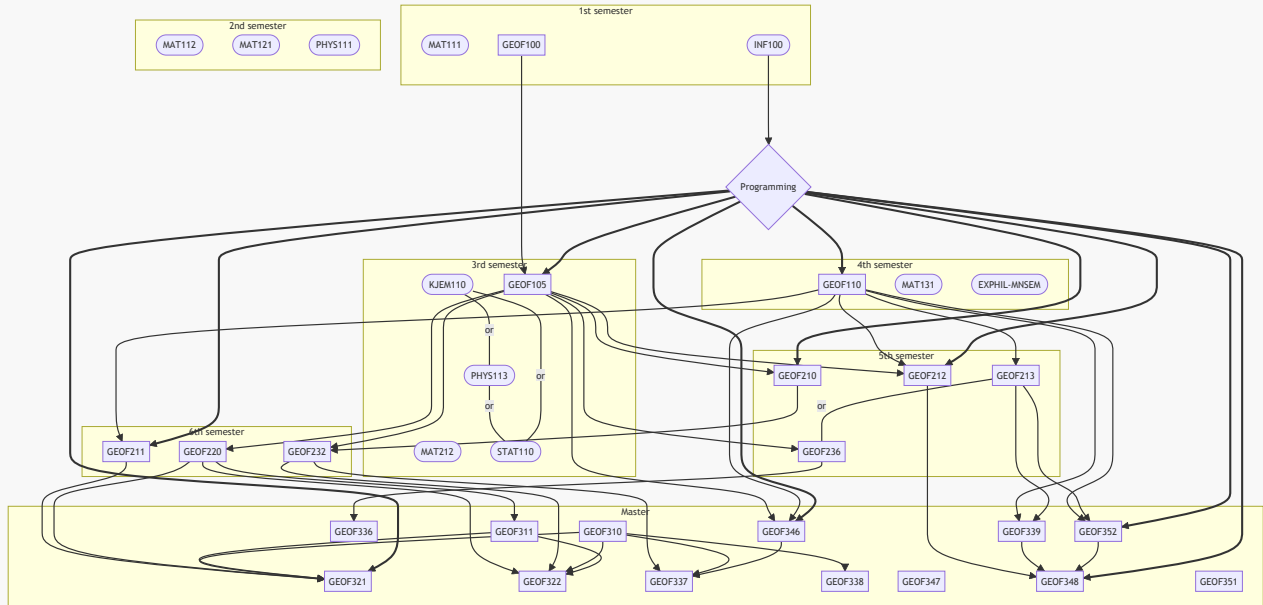 1st semester
2nd semester
MAT112
MAT121
PHYS111
MAT111
GEOF100
INF100
Programming
3rd semester
4th semester
KJEM110
GEOF105
GEOF110
MAT131
EXPHIL-MNSEM
or
5th semester
PHYS113
or
GEOF210
GEOF212
GEOF213
or
or
6th semester
GEOF211
GEOF220
GEOF232
MAT212
STAT110
GEOF236
Master
GEOF336
GEOF311
GEOF310
GEOF346
GEOF339
GEOF352
GEOF321
GEOF322
GEOF337
GEOF338
GEOF347
GEOF348
GEOF351